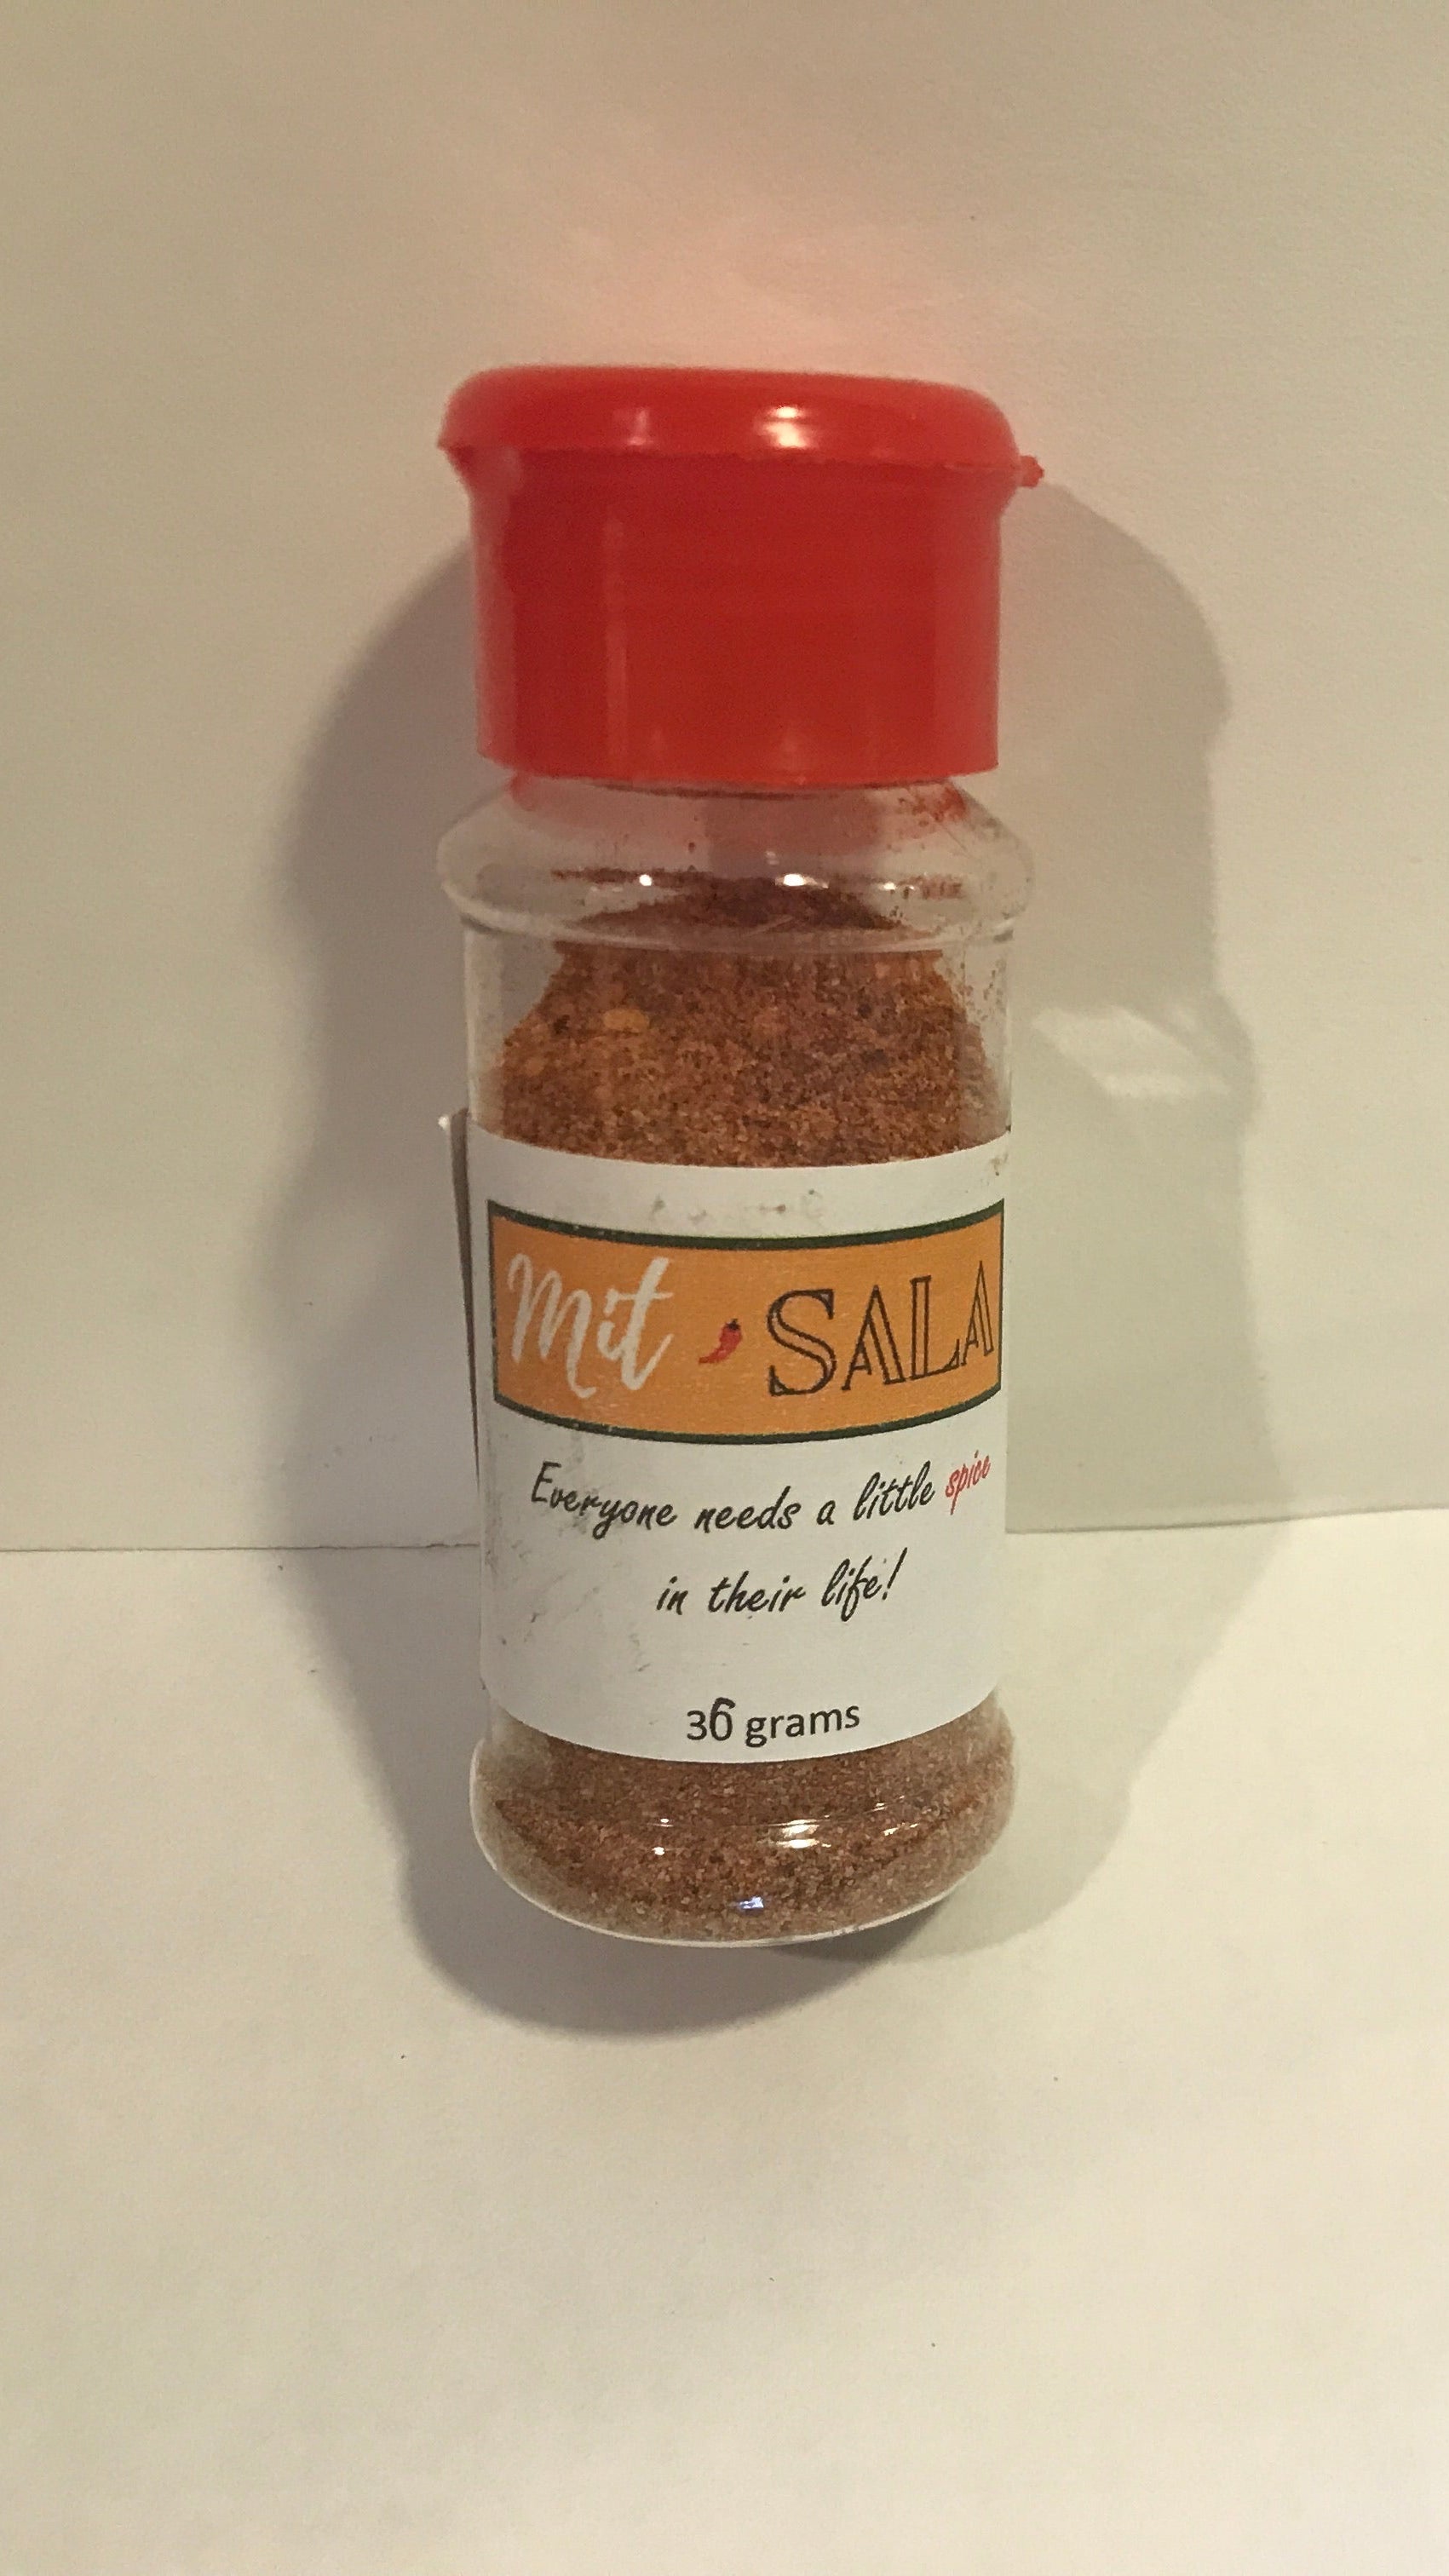 Mit SALA
Everyone needs a little spice
in their life!
36 grams